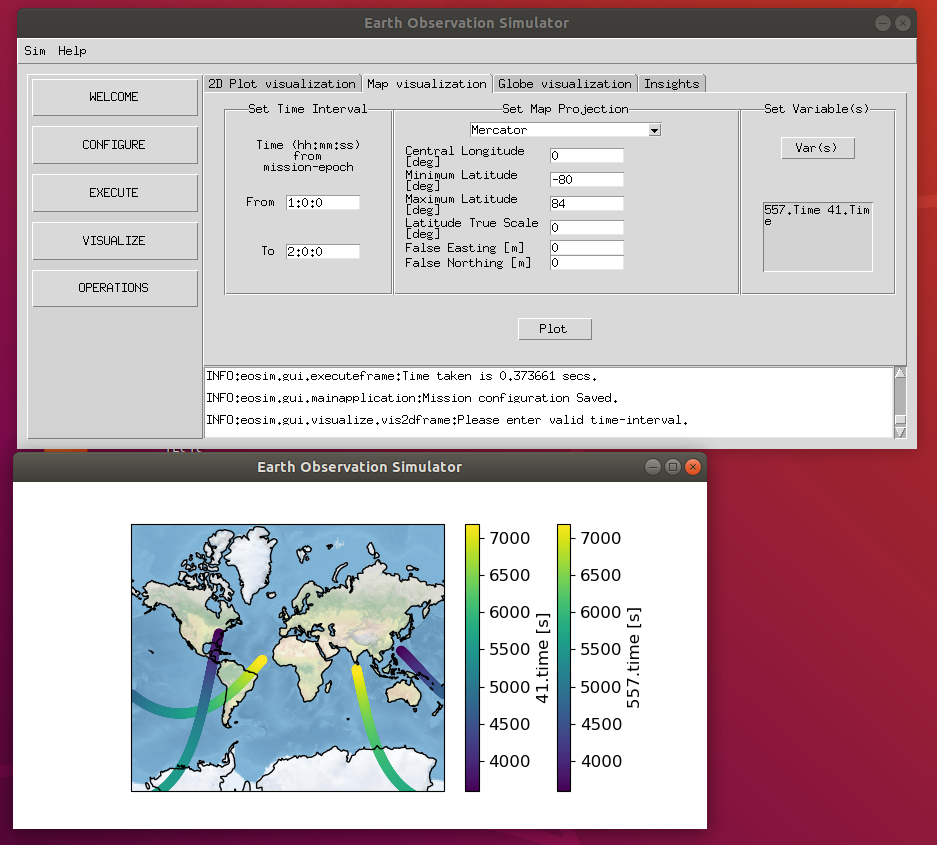 Earth Observation Simulator
Sim Help
WELCOME
CONFIGURE
EXECUTE
VISUALIZE
OPERATIONS
2D Plot visualization Map visualization Globe visualization Insights
Set Time Interval
Time (hh:mm:ss)
from
mission-epoch
From 1:0:0
To 2:0:0
Set Map Projection
Mercator
Central Longitude
[deg]
0
Minimum Latitude
[deg]
-80
Maximum Latitude
[deg]
84
Latitude True Scale
[deg]
0
False Easting [m] 0
False Northing [m] 0
Set Variable(s)
Var(s)
557.Time 41.Tim
e
Plot
INFO:eosim.gui.executeframe:Time taken is 0.373661 secs.
INFO:eosim.gui.mainapplication:Mission configuration Saved.
INFO:eosim.gui.visualize.vis2dframe:Please enter valid time-interval.
Earth Observation Simulator
7000
6500
6000
5500
5000
4500
4000
41.time [s]
7000
6500
6000
5500
5000
4500
4000
557.time [s]